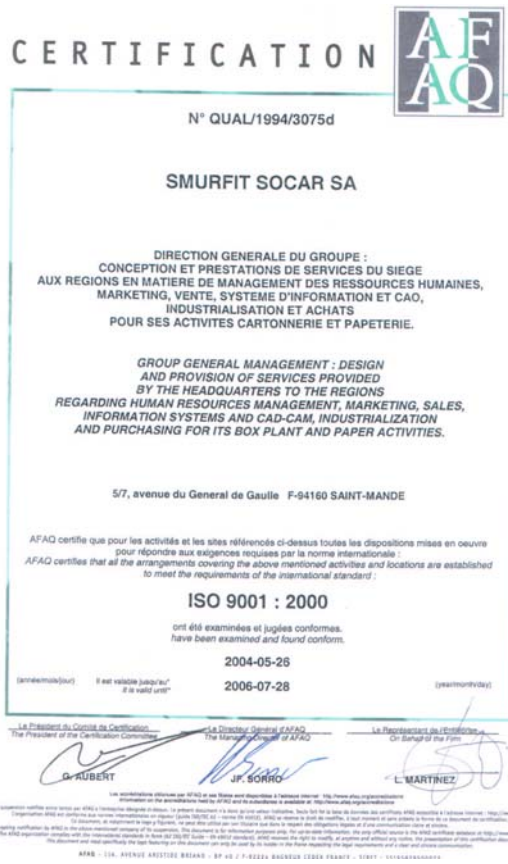 CERTIFICATION
AF
AQ
N° QUAL/1994/3075d
SMURFIT SOCAR SA
DIRECTION GENERALE DU GROUPE :
CONCEPTION ET PRESTATIONS DE SERVICES DU SIEGE
AUX REGIONS EN MATIERE DE MANAGEMENT DES RESSOURCES HUMAINES,
MARKETING, VENTE, SYSTEME D'INFORMATION ET CAO,
INDUSTRIALISATION ET ACHATS
POUR SES ACTIVITES CARTONNERIE ET PAPETERIE.
GROUP GENERAL MANAGEMENT : DESIGN
AND PROVISION OF SERVICES PROVIDED
BY THE HEADQUARTERS TO THE REGIONS
REGARDING HUMAN RESOURCES MANAGEMENT, MARKETING, SALES,
INFORMATION SYSTEMS AND CAD-CAM, INDUSTRIALIZATION
AND PURCHASING FOR ITS BOX PLANT AND PAPER ACTIVITIES.
5/7, avenue du General de Gaulle F-94160 SAINT-MANDE
AFAQ certifie que pour les activités et les sites référencés ci-dessus toutes les dispositions mises en oeuvre
pour répondre aux exigences requises par la norme internationale :
AFAQ certifies that all the arrangements covering the above mentioned activities and locations are established
to meet the requirements of the international standard :
ISO 9001 : 2000
ont été examinées et jugées conformes.
have been examined and found conform.
2004-05-26
(année/mois/jour) Il est valable jusqu'au* 2006-07-28 (year/month/day)
it is valid until*
Le Président du Comité de Certification Le Directeur Général d'AFAQ Le Représentant de l'Entreprise
The President of the Certification Committee The Managing Director of AFAQ On Behalf of the Firm
G. AUBERT JP. SORRO L. MARTINEZ